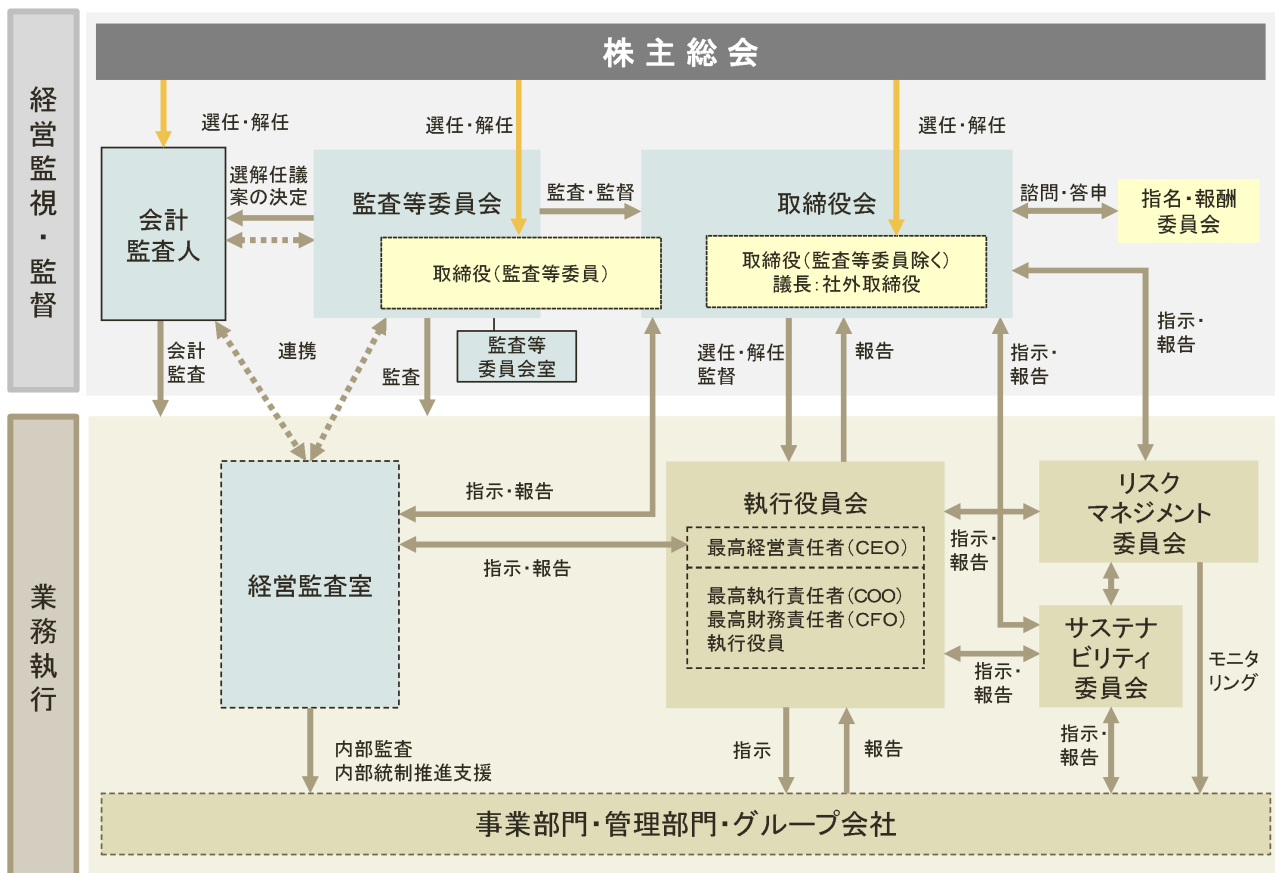 経営監視・監督
株主総会
選任・解任
選任・解任
選任・解任
会計
監査人
選解任議
案の決定
監査等委員会
監査・監督
取締役会
諮問・答申
指名・報酬
委員会
取締役（監査等委員）
取締役（監査等委員除く）
議長：社外取締役
会計
監査
連携
監査
監査等
委員会室
選任・解任
監督
報告
指示・
報告
指示・
報告
業務執行
経営監査室
指示・報告
指示・報告
執行役員会
最高経営責任者（CEO）
最高執行責任者（COO）
最高財務責任者（CFO）
執行役員
指示・
報告
リスク
マネジメント
委員会
サステナ
ビリティ
委員会
指示・
報告
モニタ
リング
内部監査
内部統制推進支援
指示
報告
指示・
報告
事業部門・管理部門・グループ会社